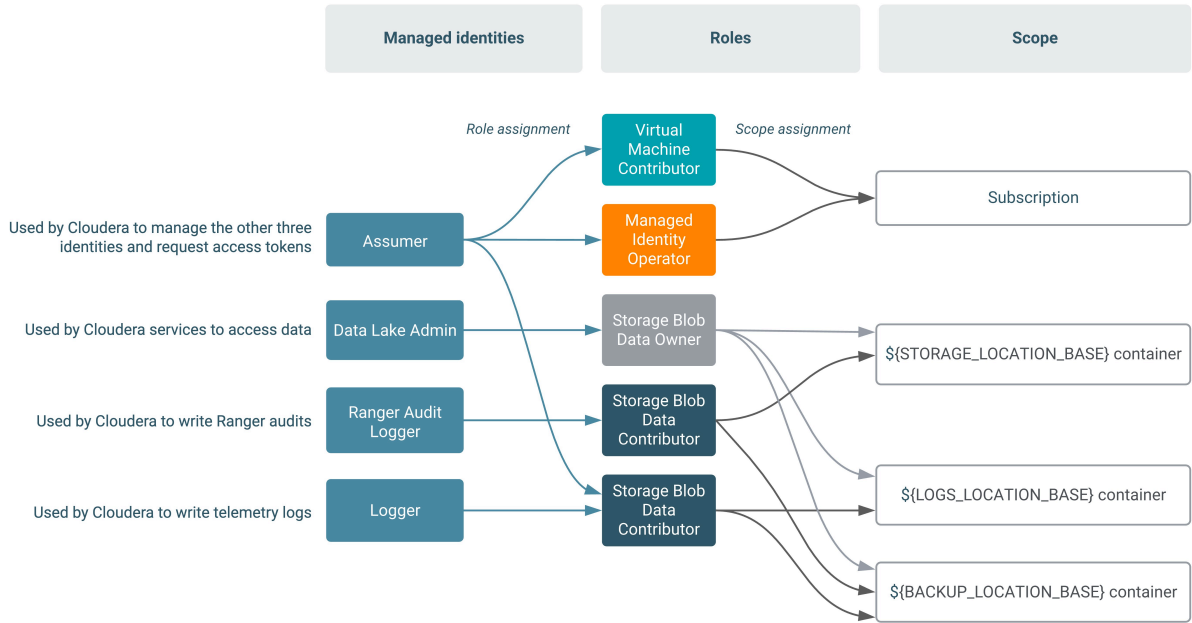 Managed identities
Roles
Scope
Role assignment
Scope assignment
Virtual
Machine
Contributor
Subscription
Used by Cloudera to manage the other three
identities and request access tokens
Assumer
Managed
Identity
Operator
Used by Cloudera services to access data
Data Lake Admin
Storage Blob
Data Owner
${STORAGE_LOCATION_BASE} container
Used by Cloudera to write Ranger audits
Ranger Audit
Logger
Storage Blob
Data
Contributor
${LOGS_LOCATION_BASE} container
Used by Cloudera to write telemetry logs
Logger
Storage Blob
Data
Contributor
${BACKUP_LOCATION_BASE} container